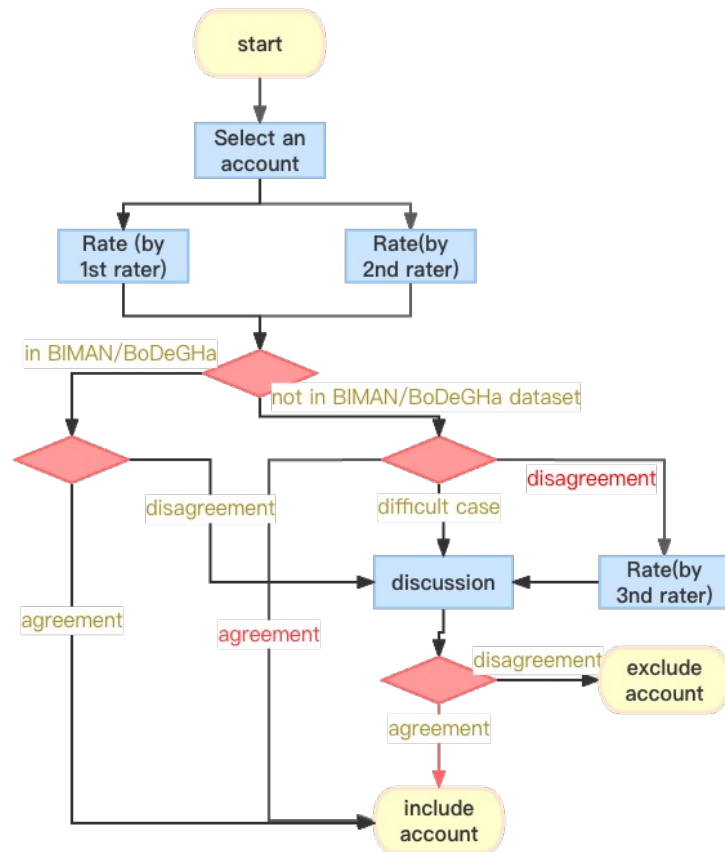 start
Select an
account
Rate (by
1st rater)
Rate(by
2nd rater)
in BIMAN/BoDeGHa
not in BIMAN/BoDeGHa dataset
disagreement
difficult case
disagreement
discussion
Rate(by
3nd rater)
agreement
agreement
disagreement
exclude
account
agreement
include
account